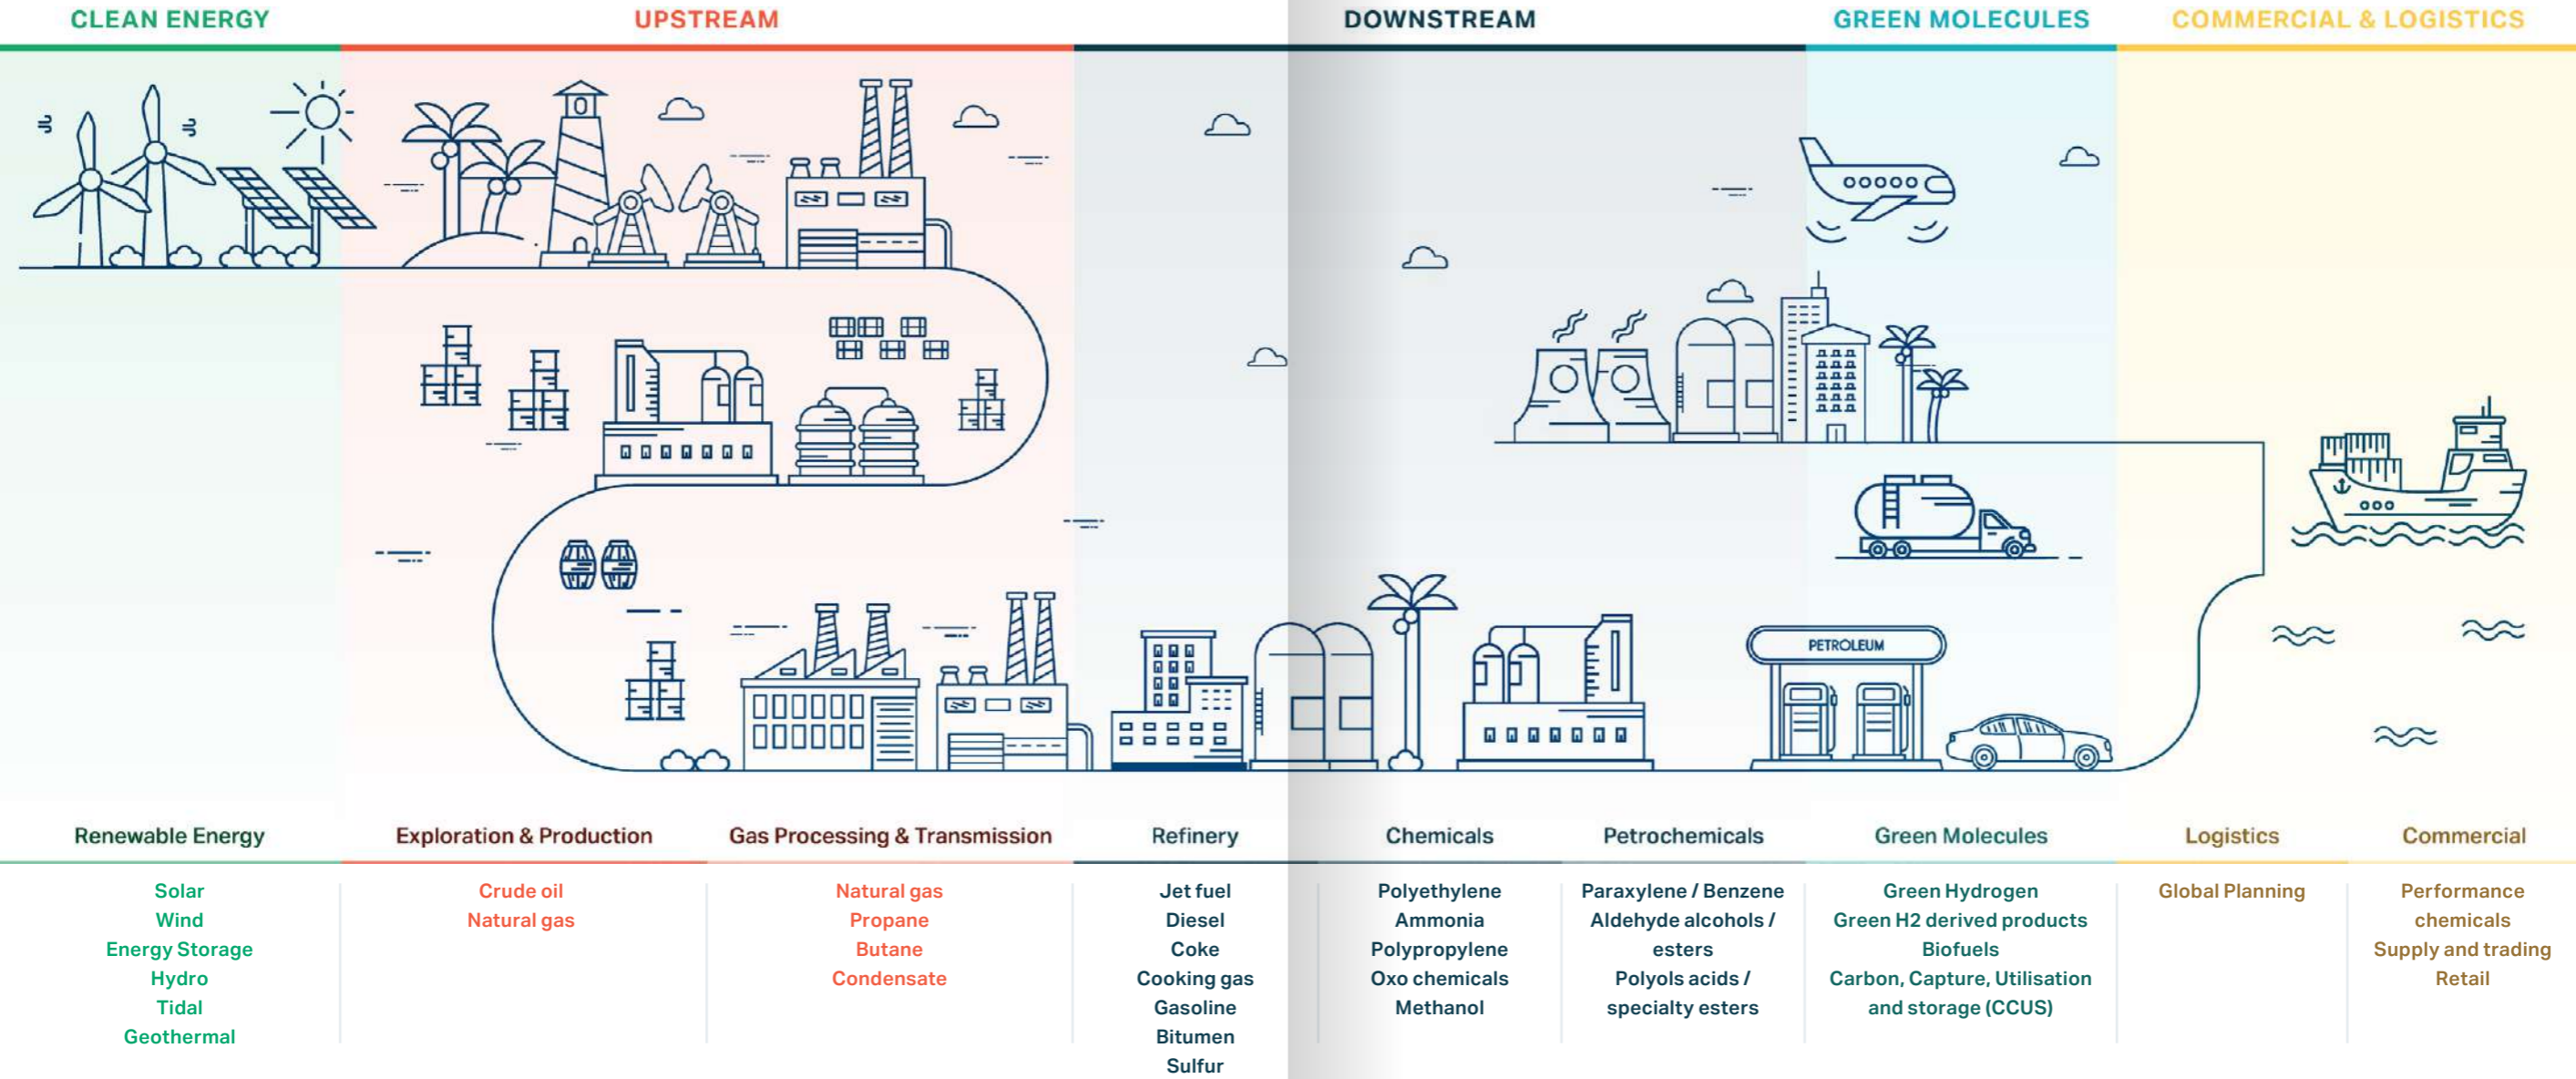 CLEAN ENERGY
UPSTREAM
DOWNSTREAM
GREEN MOLECULES
COMMERCIAL & LOGISTICS
PETROLEUM
Renewable Energy
Solar
Wind
Energy Storage
Hydro
Tidal
Geothermal
Exploration & Production
Crude oil
Natural gas
Gas Processing & Transmission
Natural gas
Propane
Butane
Condensate
Refinery
Jet fuel
Diesel
Coke
Cooking gas
Gasoline
Bitumen
Sulfur
Chemicals
Polyethylene
Ammonia
Polypropylene
Oxo chemicals
Methanol
Petrochemicals
Paraxylene / Benzene
Aldehyde alcohols /
esters
Polyols acids /
specialty esters
Green Molecules
Green Hydrogen
Green H2 derived products
Biofuels
Carbon, Capture, Utilisation
and storage (CCUS)
Logistics
Global Planning
Commercial
Performance
chemicals
Supply and trading
Retail